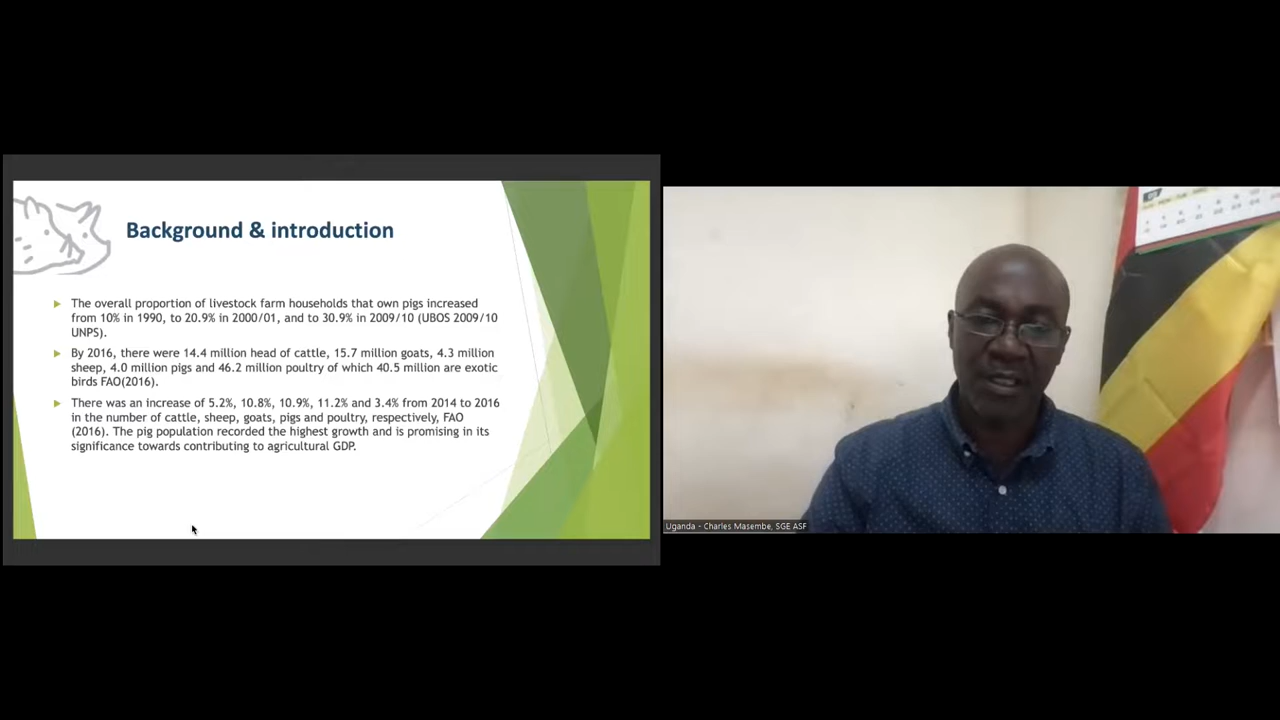 Background & introduction
The overall proportion of livestock farm households that own pigs increased
from 10% in 1990, to 20.9% in 2000/01, and to 30.9% in 2009/10 (UBOS 2009/10
UNPS).
By 2016, there were 14.4 million head of cattle, 15.7 million goats, 4.3 million
sheep, 4.0 million pigs and 46.2 million poultry of which 40.5 million are exotic
birds FAO(2016).
There was an increase of 5.2%, 10.8%, 10.9%, 11.2% and 3.4% from 2014 to 2016
in the number of cattle, sheep, goats, pigs and poultry, respectively, FAO
(2016). The pig population recorded the highest growth and is promising in its
significance towards contributing to agricultural GDP.
Uganda - Charles Masembe, SGE ASF